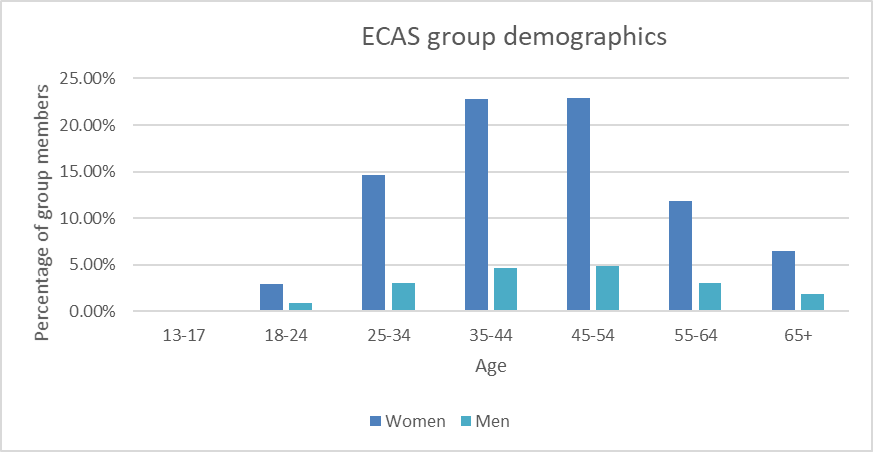 ECAS group demographics
Percentage of group members
25.00%
20.00%
15.00%
10.00%
5.00%
0.00%
13-17 18-24 25-34 35-44 45-54 55-64 65+
Age
Women Men